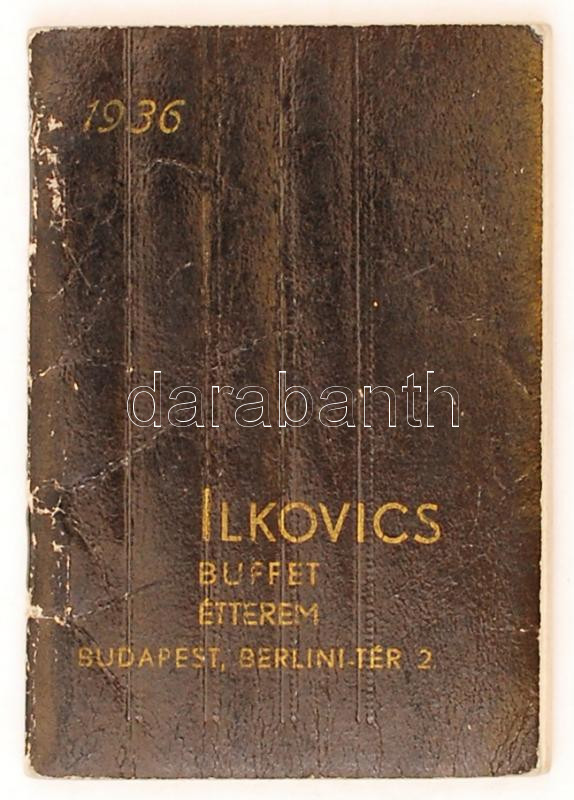 1936
darabanth
ILKOVICS
BUFFET
ÉTTEREM
BUDAPEST, BERLINI-TÉR 2.